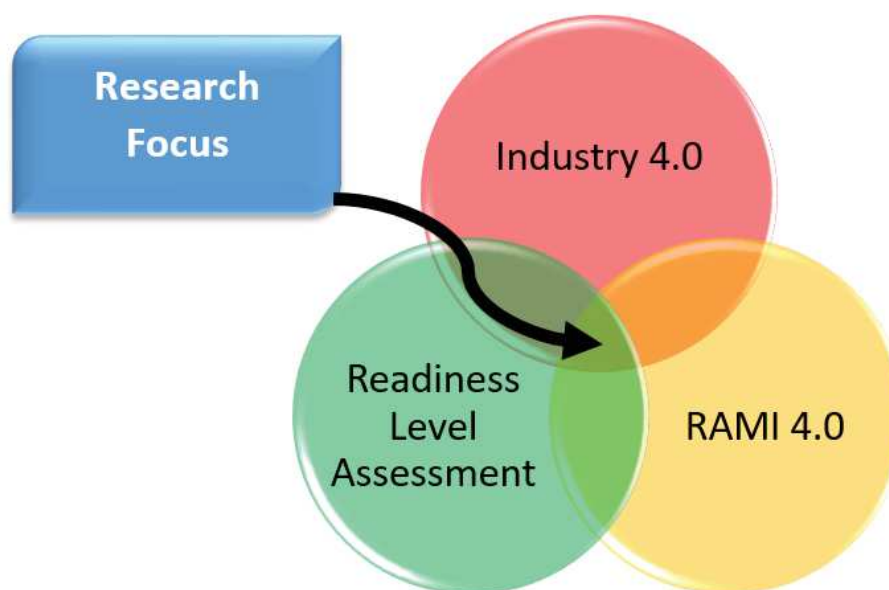 Research
Focus
Industry 4.0
Readiness
Level
Assessment
RAMI 4.0